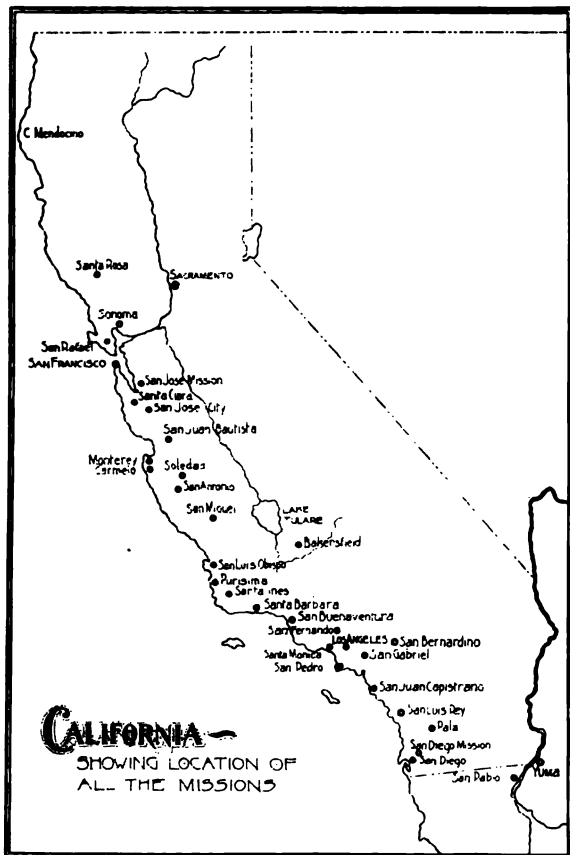 C. Mendocino
Santa Rosa
SACRAMENTO
Sonoma
San Rafael
SAN FRANCISCO
San Jose Mission
Santa Clara
San Jose City
San Juan Bautista
Monterey
Carmelo
Soledad
San Antonio
San Miguel
LAKE
TULARE
Bakersfield
San Luis Obispo
Purisima
Santa Ines
Santa Barbara
San Buenaventura
San Fernando
LOS ANGELES
San Bernardino
Santa Monica
San Gabriel
San Pedro
San Juan Capistrano
San Luis Rey
Pala
San Diego Mission
San Diego
San Pablo
YUMA
CALIFORNIA
SHOWING LOCATION OF
ALL THE MISSIONS